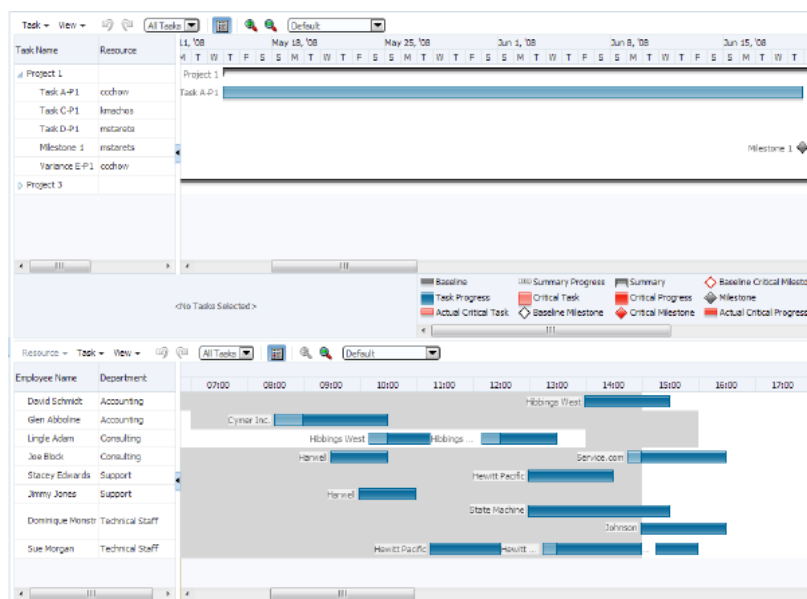 Task View All Tasks Default
Task Name Resource
11, '08 May 18, '08 May 25, '08 Jun 1, '08 Jun 8, '08 Jun 15, '08
M T W T F S S M T W T F S S M T W T F S S M T W T F S S M T W T F S S M T W T
Project 1 Project 1
Task A-P1 ccchow Task A-P1
Task C-P1 kmachos
Task D-P1 mstarets
Milestone 1 mstarets Milestone 1
Variance E-P1 ccchow
Project 3
<No Tasks Selected>
Baseline Summary Progress Summary Baseline Critical Milesto
Task Progress Critical Task Critical Progress Milestone
Actual Critical Task Baseline Milestone Critical Milestone Actual Critical Progress
Resource Task View All Tasks Default
Employee Name Department
07:00 08:00 09:00 10:00 11:00 12:00 13:00 14:00 15:00 16:00 17:00
David Schmidt Accounting Hibbings West
Glen Abboline Accounting Cymer Inc.
Lingle Adam Consulting Hibbings West Hibbings ...
Joe Block Consulting Harwel Service.com
Stacey Edwards Support Hewitt Pacific
Jimmy Jones Support Harwel
Dominique Monstr Technical Staff State Machine
Johnson
Sue Morgan Technical Staff Hewitt Pacific Hewitt ... ...